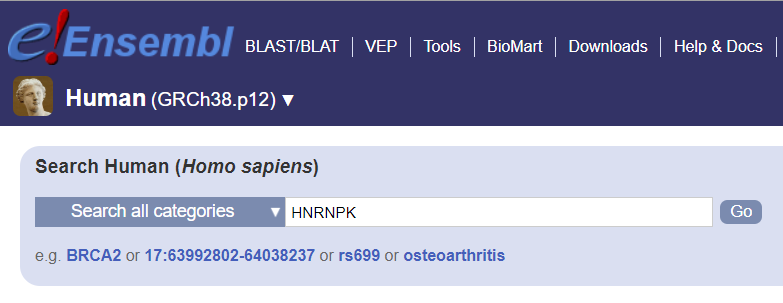 e!Ensembl BLAST/BLAT VEP Tools BioMart Downloads Help & Docs
Human (GRCh38.p12) ▼
Search Human (Homo sapiens)
Search all categories ▼ HNRNPK Go
e.g. BRCA2 or 17:63992802-64038237 or rs699 or osteoarthritis